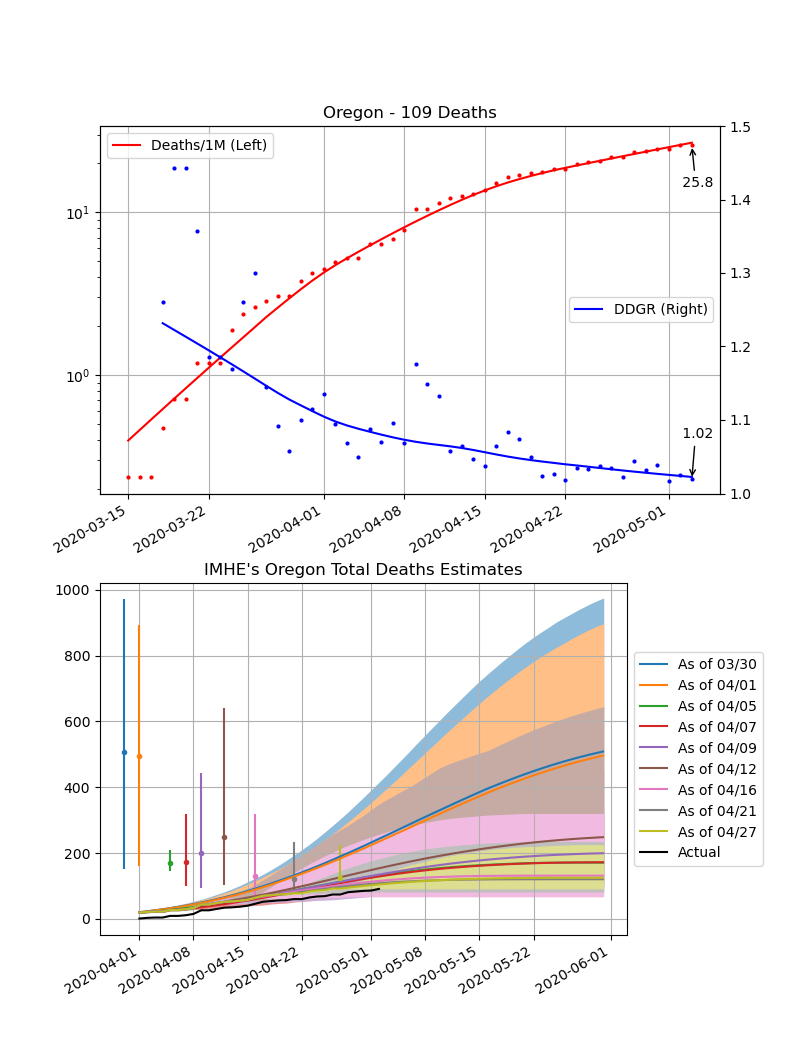 Oregon - 109 Deaths
Deaths/1M (Left)
DDGR (Right)
25.8
1.02
10^1
10^0
1.5
1.4
1.3
1.2
1.1
1.0
2020-03-15
2020-03-22
2020-04-01
2020-04-08
2020-04-15
2020-04-22
2020-05-01
IMHE's Oregon Total Deaths Estimates
1000
800
600
400
200
0
2020-04-01
2020-04-08
2020-04-15
2020-04-22
2020-05-01
2020-05-08
2020-05-15
2020-05-22
2020-06-01
As of 03/30
As of 04/01
As of 04/05
As of 04/07
As of 04/09
As of 04/12
As of 04/16
As of 04/21
As of 04/27
Actual